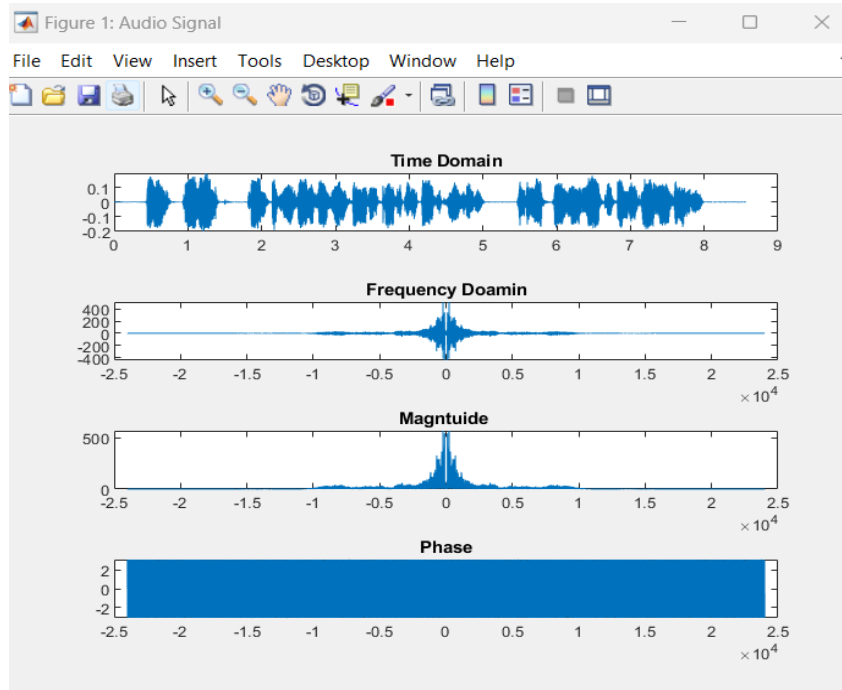 Figure 1: Audio Signal
File Edit View Insert Tools Desktop Window Help
Time Domain
0.1
0
-0.1
-0.2
0 1 2 3 4 5 6 7 8 9
Frequency Doamin
400
200
0
-200
-400
-2.5 -2 -1.5 -1 -0.5 0 0.5 1 1.5 2 2.5
×10^4
Magntuide
500
0
-2.5 -2 -1.5 -1 -0.5 0 0.5 1 1.5 2 2.5
×10^4
Phase
2
0
-2
-2.5 -2 -1.5 -1 -0.5 0 0.5 1 1.5 2 2.5
×10^4